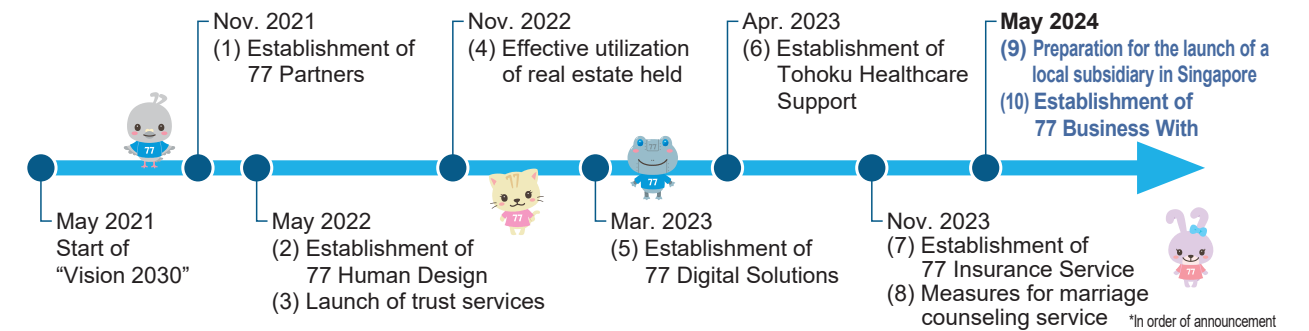 Nov. 2021
(1) Establishment of
77 Partners
Nov. 2022
(4) Effective utilization
of real estate held
Apr. 2023
(6) Establishment of
Tohoku Healthcare
Support
May 2024
(9) Preparation for the launch of a
local subsidiary in Singapore
(10) Establishment of
77 Business With
77
77
77
77
May 2021
Start of
“Vision 2030”
May 2022
(2) Establishment of
77 Human Design
(3) Launch of trust services
Mar. 2023
(5) Establishment of
77 Digital Solutions
Nov. 2023
(7) Establishment of
77 Insurance Service
(8) Measures for marriage
counseling service
*In order of announcement